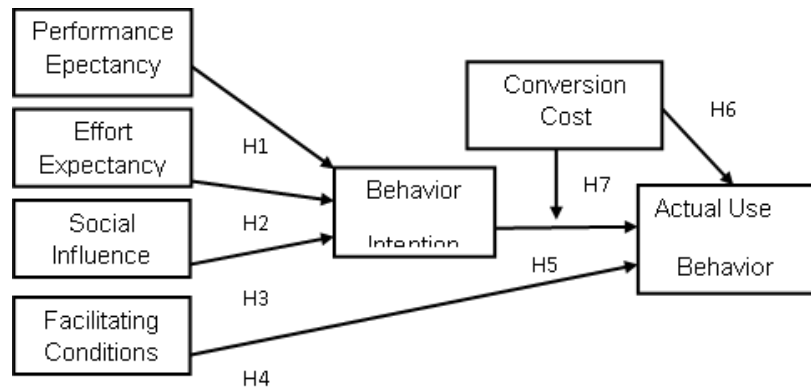 Performance
Epectancy
Effort
Expectancy
Social
Influence
Facilitating
Conditions
H1
H2
H3
H4
Behavior
Intention
Conversion
Cost
H6
H7
H5
Actual Use
Behavior